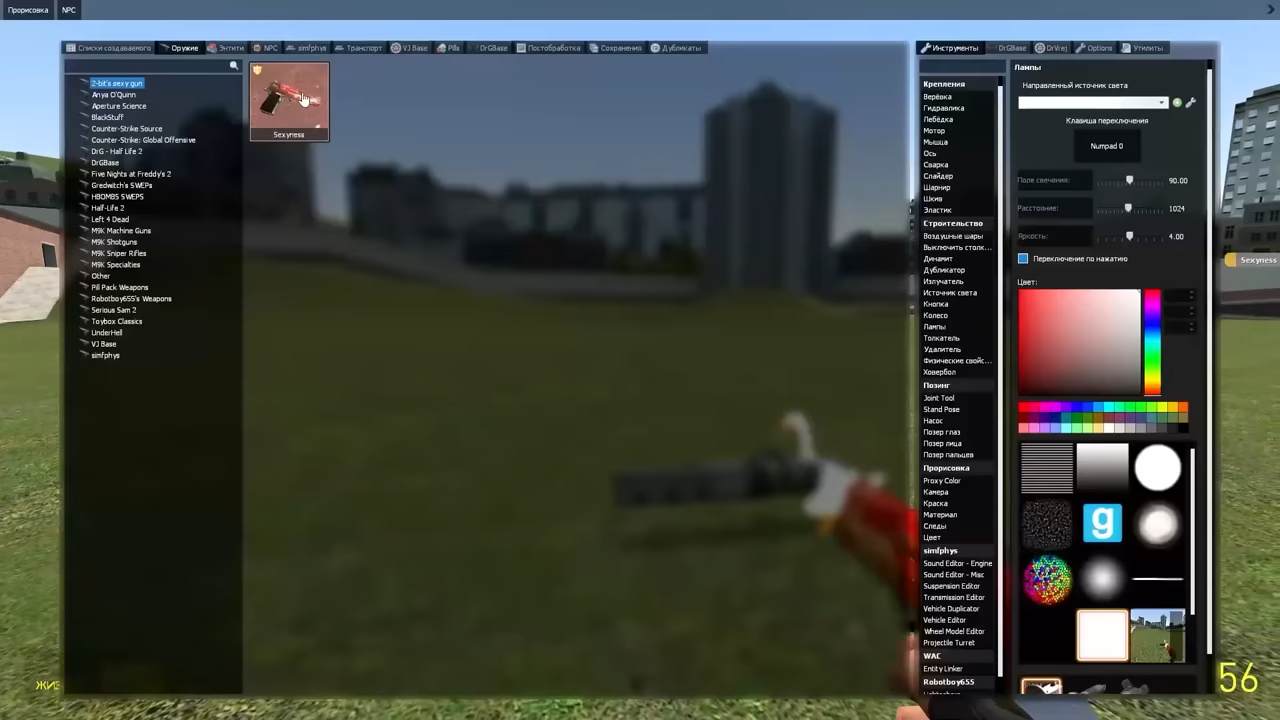 Прорисовка
NPC
Списки создаваемого
Оружие
Энтити
NPC
simfphys
Транспорт
VJ Base
Pills
DrGBase
Постобработка
Сохранения
Дубликаты
2-bit's sexy gun
Anya O'Quinn
Aperture Science
BlackStuff
Counter-Strike Source
Counter-Strike: Global Offensive
DrG - Half Life 2
DrGBase
Five Nights at Freddy's 2
Gredwitch's SWEPs
HBOMBS SWEPS
Half-Life 2
Left 4 Dead
M9K Machine Guns
M9K Shotguns
M9K Sniper Rifles
M9K Specialties
Other
Pill Pack Weapons
Robotboy655's Weapons
Serious Sam 2
Toybox Classics
UnderHell
VJ Base
simfphys
Sexyness
Инструменты
DrGBase
DrVrej
Options
Утилиты
Крепления
Верёвка
Гидравлика
Лебёдка
Мотор
Мышца
Ось
Сварка
Слайдер
Шарнир
Шкив
Эластик
Строительство
Воздушные шары
Выключить столк...
Динамит
Дубликатор
Излучатель
Источник света
Кнопка
Колесо
Лампы
Толкатель
Удалитель
Физические свойс...
Ховербол
Позинг
Joint Tool
Stand Pose
Насос
Позер глаз
Позер лица
Позер пальцев
Прорисовка
Proxy Color
Камера
Краска
Материал
Следы
Цвет
simfphys
Sound Editor - Engine
Sound Editor - Misc
Suspension Editor
Transmission Editor
Vehicle Duplicator
Vehicle Editor
Wheel Model Editor
Projectile Turret
WAC
Entity Linker
Robotboy655
Лампы
Направленный источник света
Клавиша переключения
Numpad 0
Поле свечения:
90.00
Расстояние:
1024
Яркость:
4.00
Переключение по нажатию
Цвет:
g
Sexyness
56